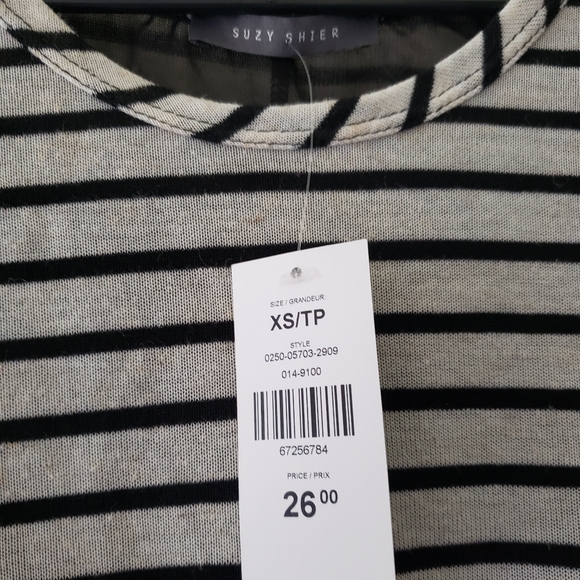 SUZY SHIER
SIZE / GRANDEUR
XS/TP
STYLE
0250-05703-2909
014-9100
67256784
PRICE / PRIX
26 00